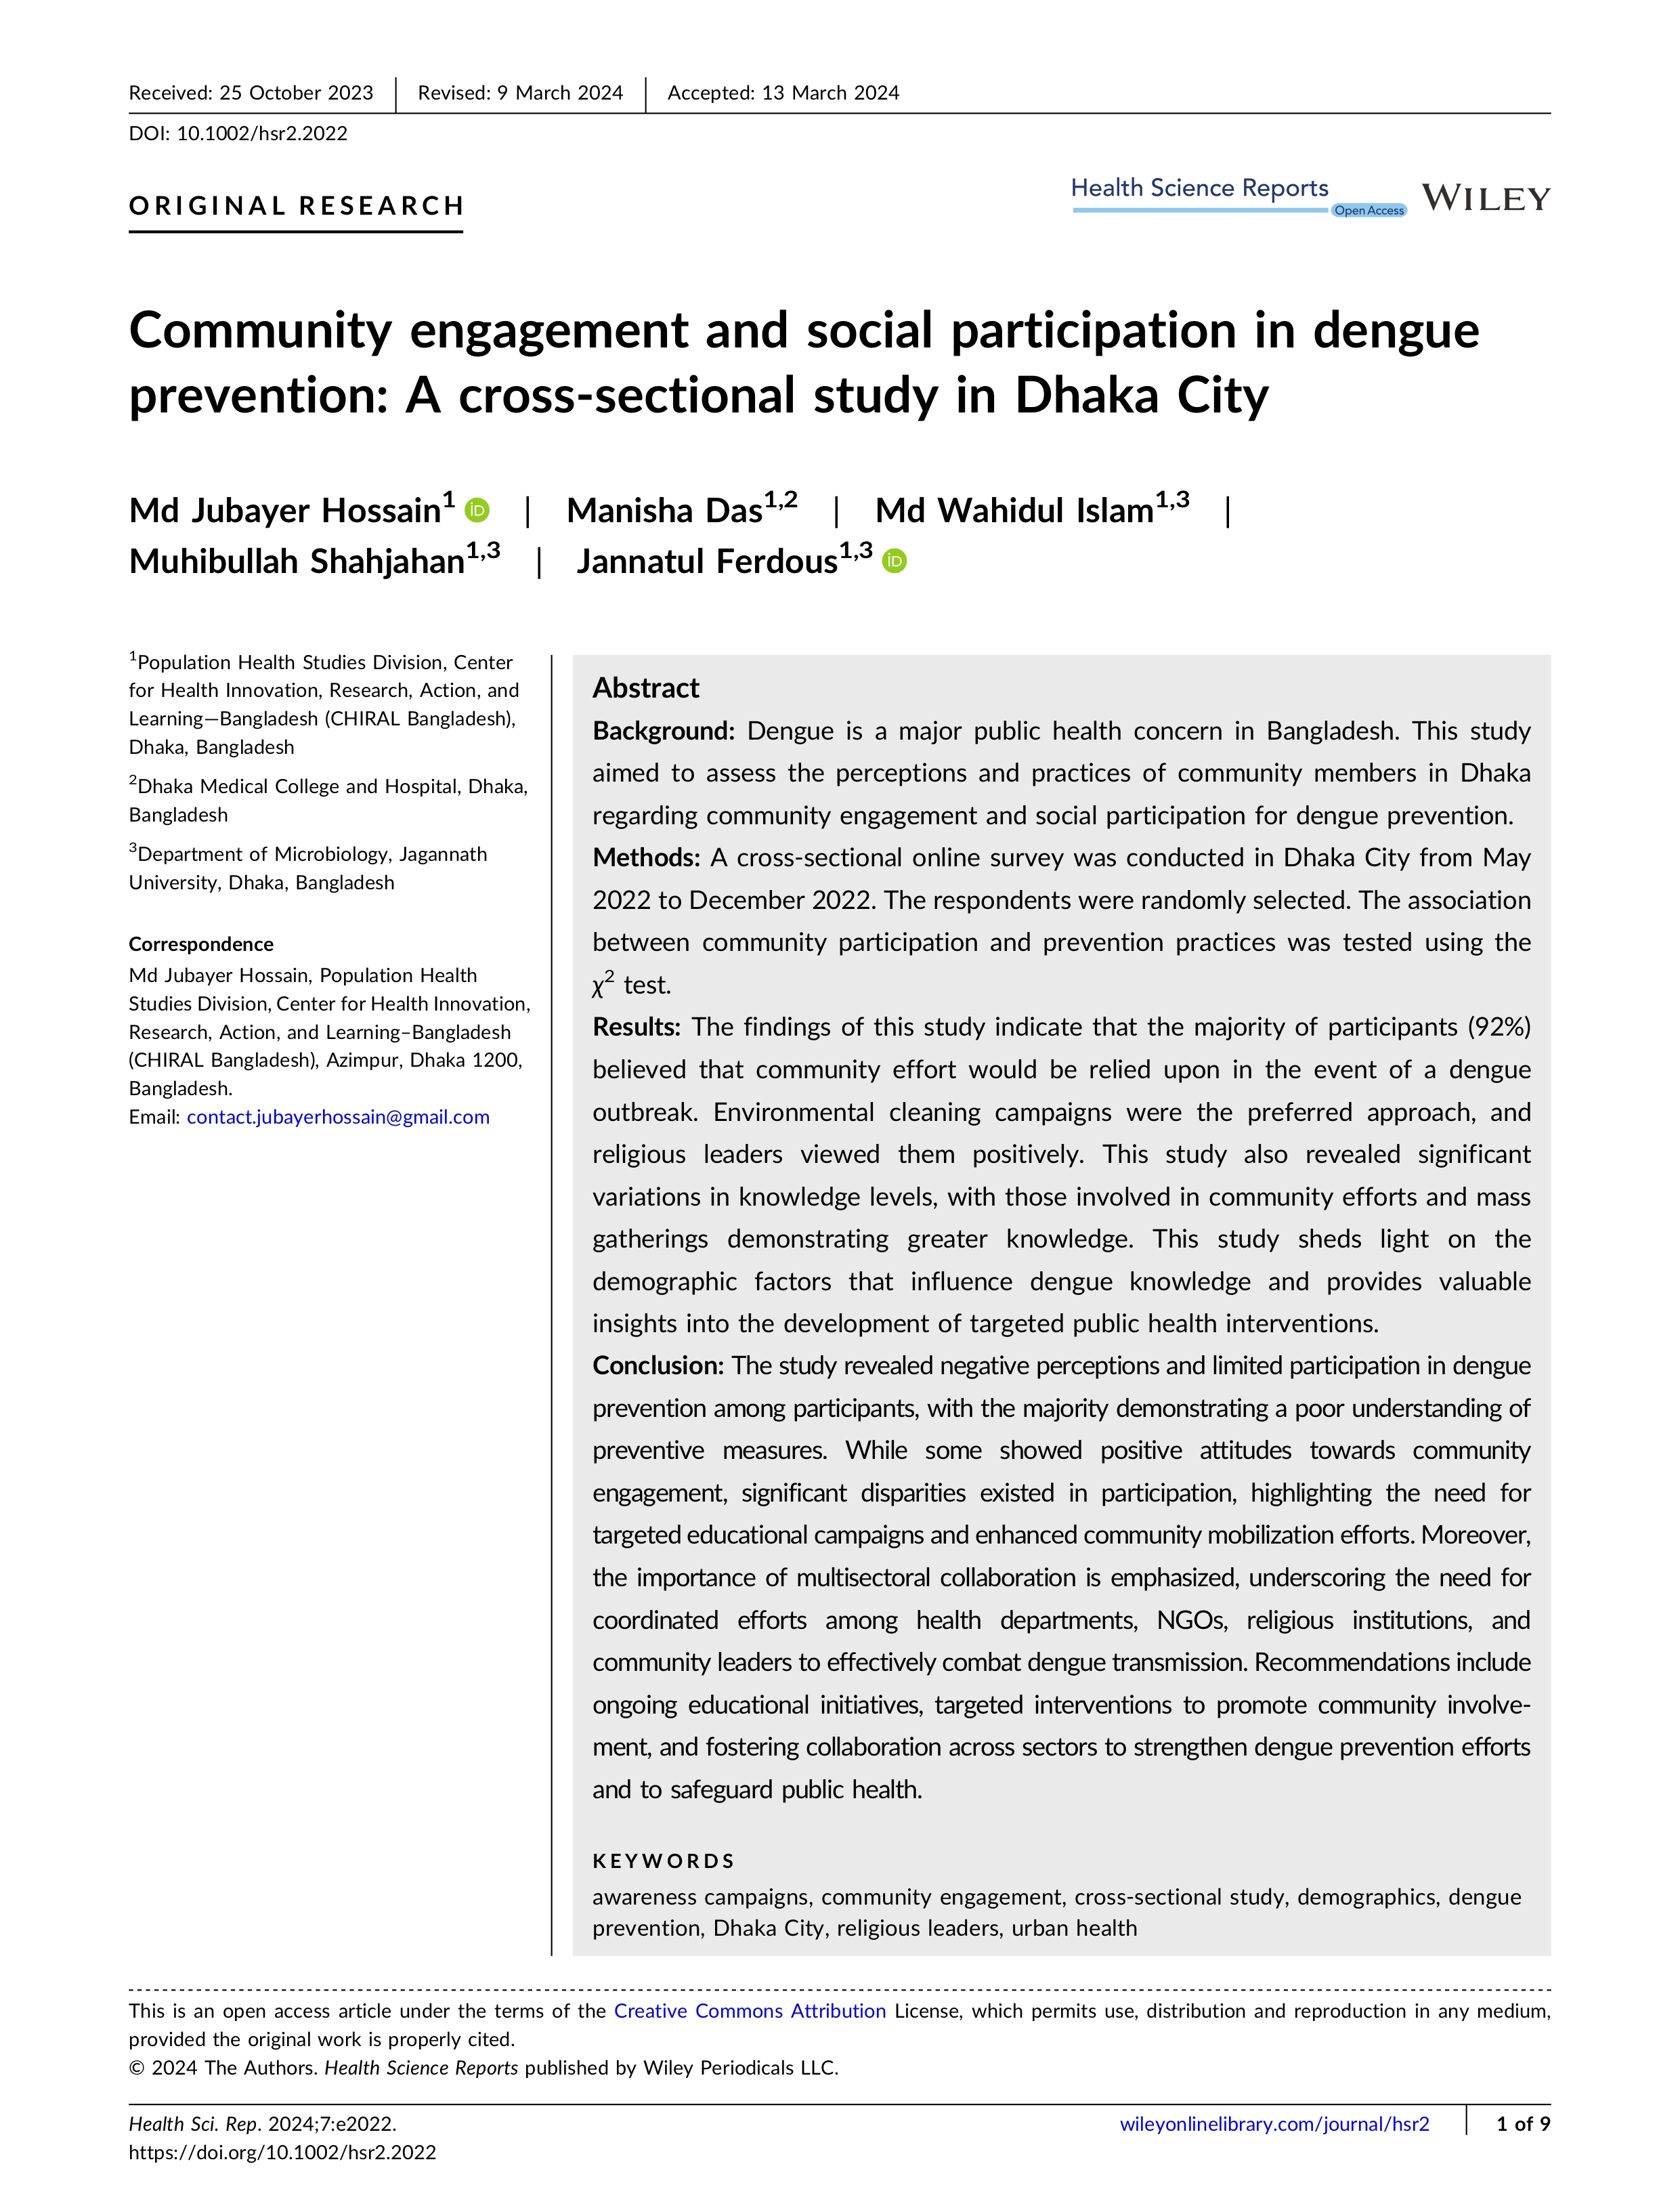 Received: 25 October 2023 | Revised: 9 March 2024 | Accepted: 13 March 2024
DOI: 10.1002/hsr2.2022
ORIGINAL RESEARCH
Health Science Reports
Open Access
WILEY
Community engagement and social participation in dengue
prevention: A cross-sectional study in Dhaka City
Md Jubayer Hossain1 iD | Manisha Das1,2 | Md Wahidul Islam1,3 |
Muhibullah Shahjahan1,3 | Jannatul Ferdous1,3 iD
1Population Health Studies Division, Center
for Health Innovation, Research, Action, and
Learning—Bangladesh (CHIRAL Bangladesh),
Dhaka, Bangladesh
2Dhaka Medical College and Hospital, Dhaka,
Bangladesh
3Department of Microbiology, Jagannath
University, Dhaka, Bangladesh
Correspondence
Md Jubayer Hossain, Population Health
Studies Division, Center for Health Innovation,
Research, Action, and Learning–Bangladesh
(CHIRAL Bangladesh), Azimpur, Dhaka 1200,
Bangladesh.
Email: contact.jubayerhossain@gmail.com
Abstract
Background: Dengue is a major public health concern in Bangladesh. This study
aimed to assess the perceptions and practices of community members in Dhaka
regarding community engagement and social participation for dengue prevention.
Methods: A cross-sectional online survey was conducted in Dhaka City from May
2022 to December 2022. The respondents were randomly selected. The association
between community participation and prevention practices was tested using the
χ2 test.
Results: The findings of this study indicate that the majority of participants (92%)
believed that community effort would be relied upon in the event of a dengue
outbreak. Environmental cleaning campaigns were the preferred approach, and
religious leaders viewed them positively. This study also revealed significant
variations in knowledge levels, with those involved in community efforts and mass
gatherings demonstrating greater knowledge. This study sheds light on the
demographic factors that influence dengue knowledge and provides valuable
insights into the development of targeted public health interventions.
Conclusion: The study revealed negative perceptions and limited participation in dengue
prevention among participants, with the majority demonstrating a poor understanding of
preventive measures. While some showed positive attitudes towards community
engagement, significant disparities existed in participation, highlighting the need for
targeted educational campaigns and enhanced community mobilization efforts. Moreover,
the importance of multisectoral collaboration is emphasized, underscoring the need for
coordinated efforts among health departments, NGOs, religious institutions, and
community leaders to effectively combat dengue transmission. Recommendations include
ongoing educational initiatives, targeted interventions to promote community involve-
ment, and fostering collaboration across sectors to strengthen dengue prevention efforts
and to safeguard public health.
KEYWORDS
awareness campaigns, community engagement, cross-sectional study, demographics, dengue
prevention, Dhaka City, religious leaders, urban health
This is an open access article under the terms of the Creative Commons Attribution License, which permits use, distribution and reproduction in any medium,
provided the original work is properly cited.
© 2024 The Authors. Health Science Reports published by Wiley Periodicals LLC.
Health Sci. Rep. 2024;7:e2022.
https://doi.org/10.1002/hsr2.2022
wileyonlinelibrary.com/journal/hsr2 | 1 of 9